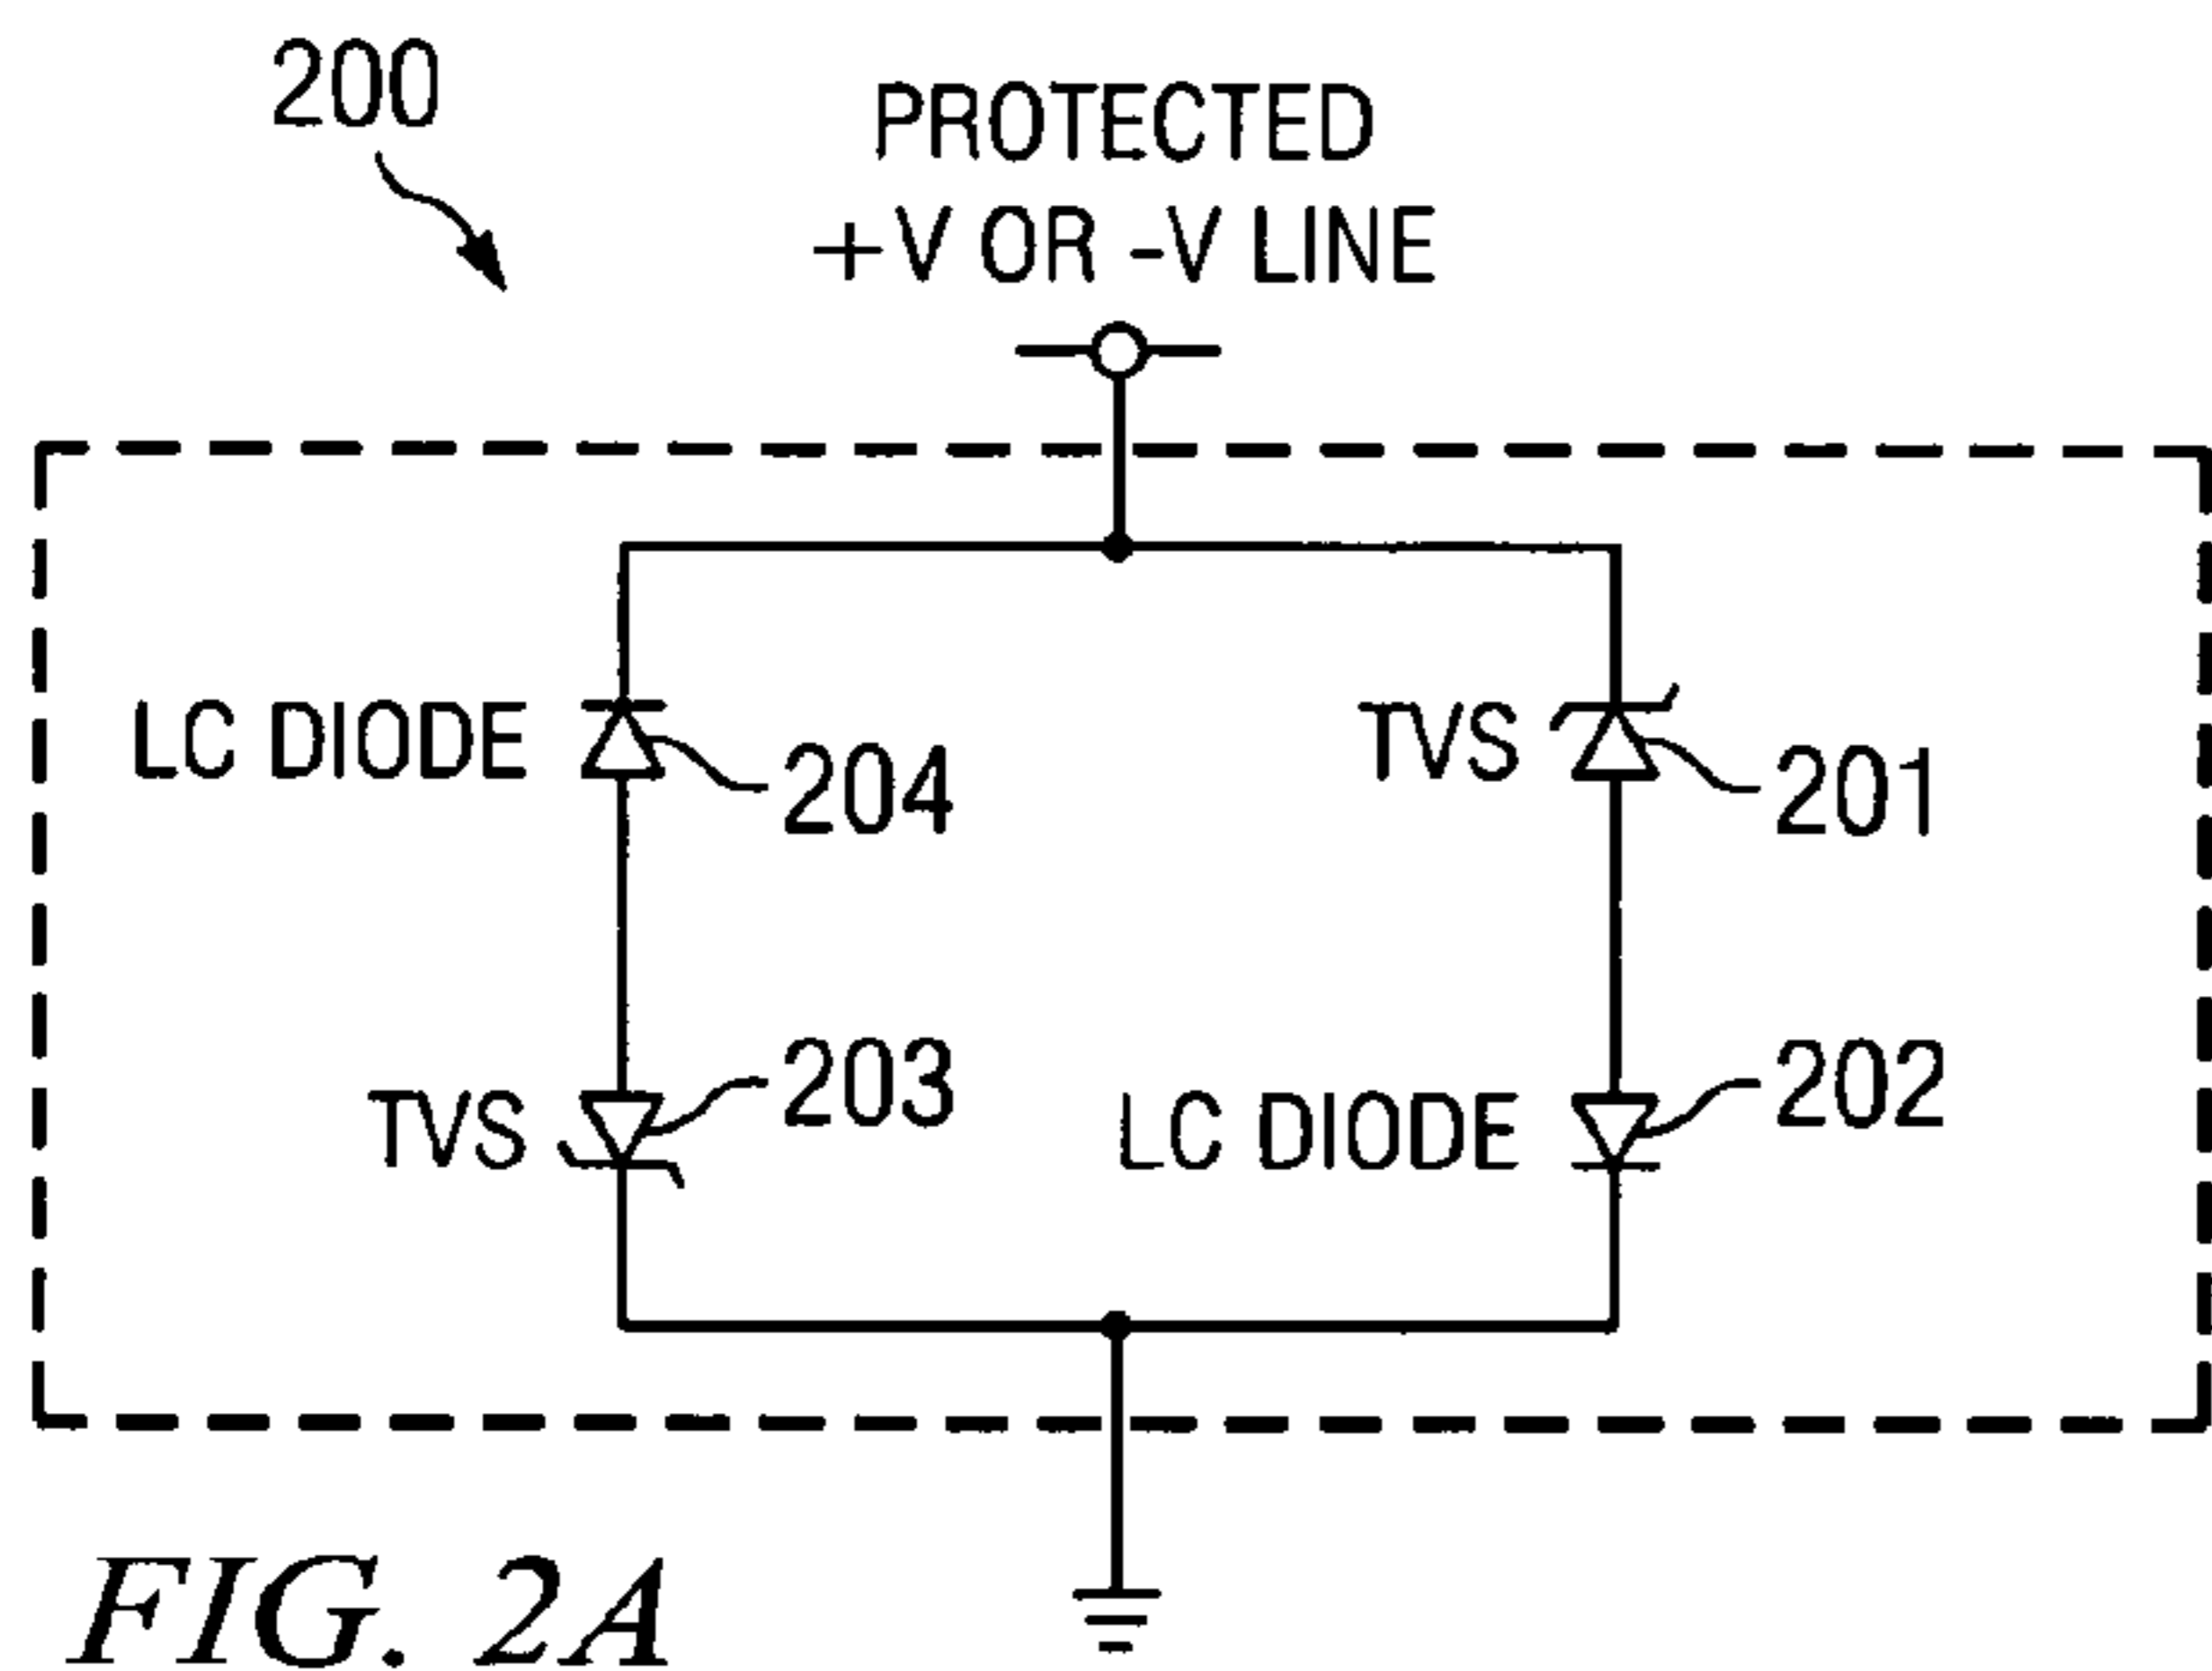 200
PROTECTED
+V OR -V LINE
LC DIODE
204
TVS
201
TVS
203
LC DIODE
202
FIG. 2A